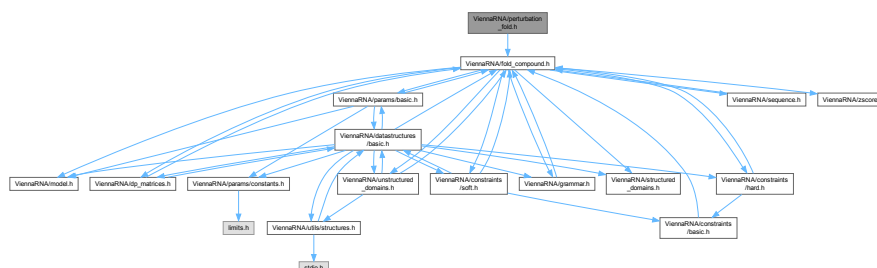 ViennaRNA/perturbation
_fold.h
ViennaRNA/fold_compound.h
ViennaRNA/params/basic.h
ViennaRNA/sequence.h
ViennaRNA/zscore
ViennaRNA/datastructures
/basic.h
ViennaRNA/model.h
ViennaRNA/dp_matrices.h
ViennaRNA/params/constants.h
ViennaRNA/unstructured
_domains.h
ViennaRNA/constraints
/soft.h
ViennaRNA/grammar.h
ViennaRNA/structured
_domains.h
ViennaRNA/constraints
/hard.h
limits.h
ViennaRNA/utils/structures.h
ViennaRNA/constraints
/basic.h
stdio.h